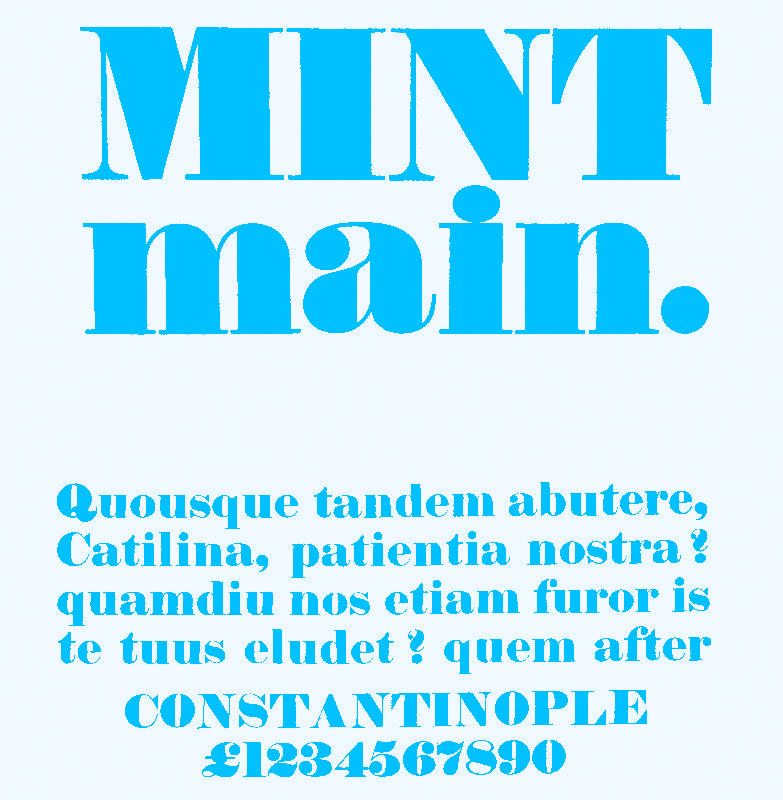 MINT
main.
Quousque tandem abutere,
Catilina, patientia nostra?
quamdiu nos etiam furor is
te tuus eludet? quem after
CONSTANTINOPLE
£1234567890